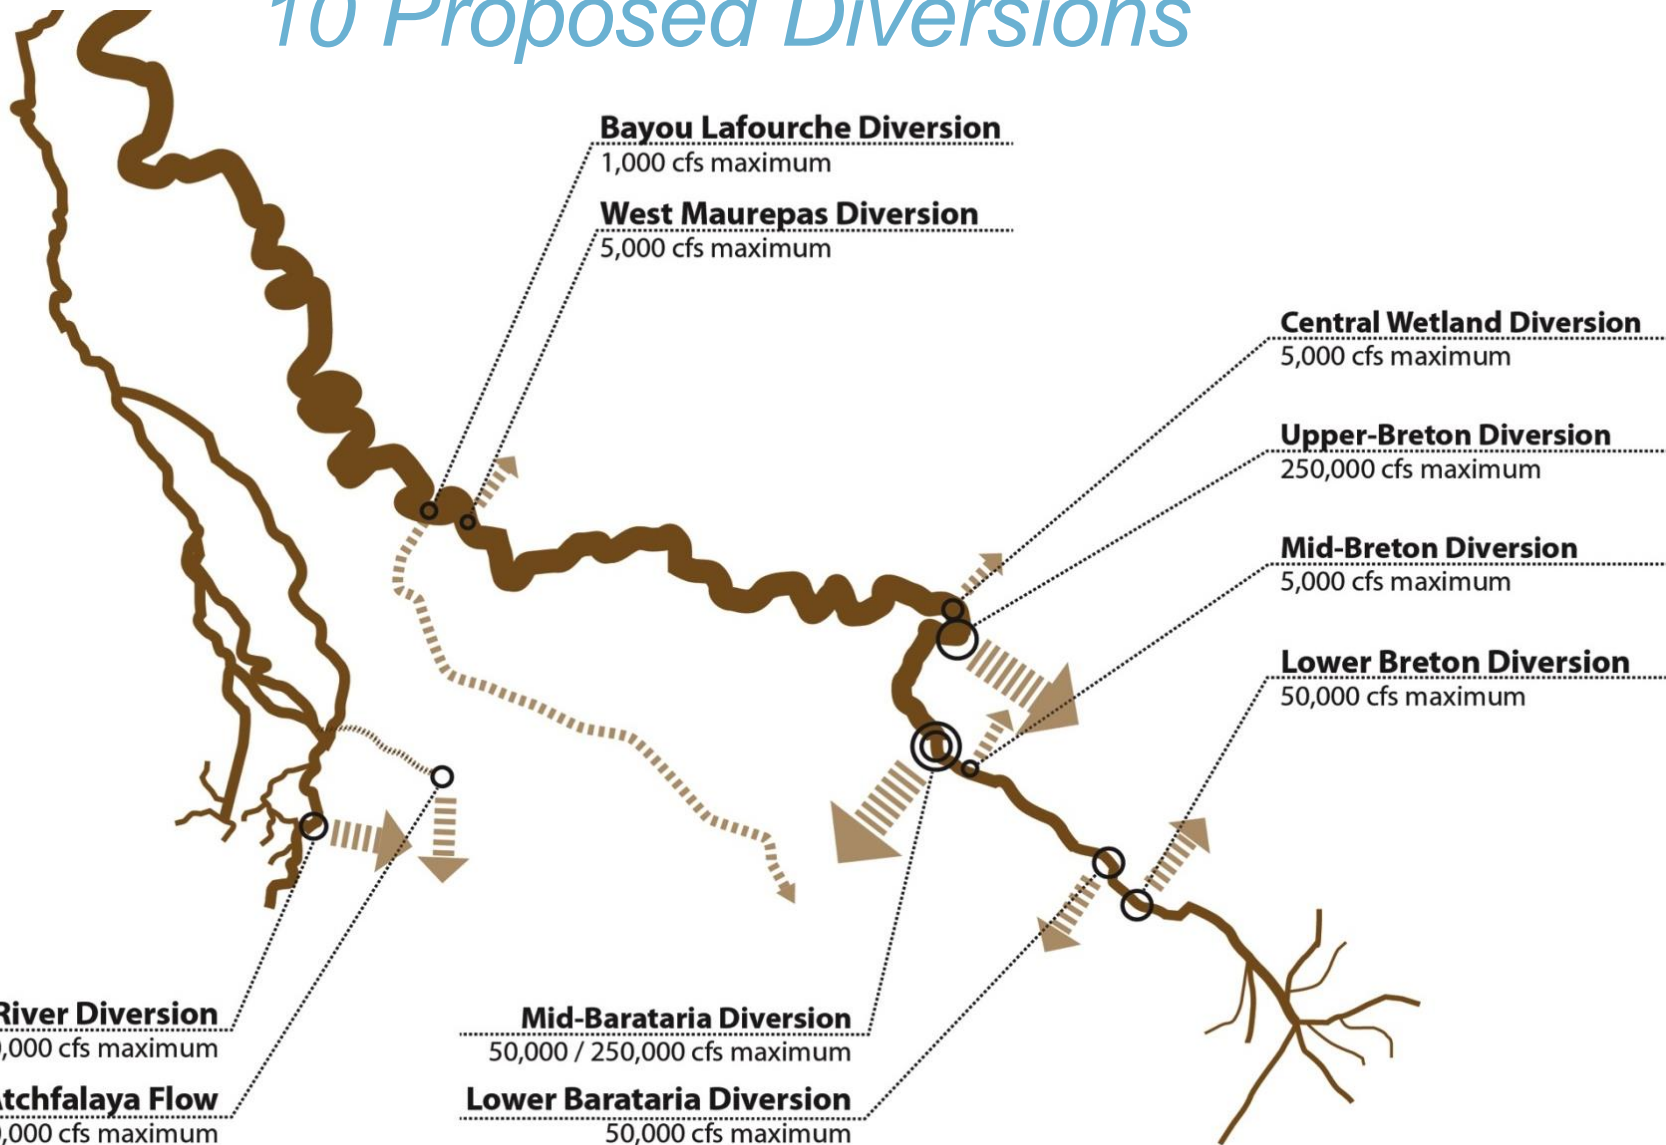 10 Proposed Diversions
Bayou Lafourche Diversion
1,000 cfs maximum
West Maurepas Diversion
5,000 cfs maximum
Central Wetland Diversion
5,000 cfs maximum
Upper-Breton Diversion
250,000 cfs maximum
Mid-Breton Diversion
5,000 cfs maximum
Lower Breton Diversion
50,000 cfs maximum
River Diversion
,000 cfs maximum
Atchfalaya Flow
,000 cfs maximum
Mid-Barataria Diversion
50,000 / 250,000 cfs maximum
Lower Barataria Diversion
50,000 cfs maximum